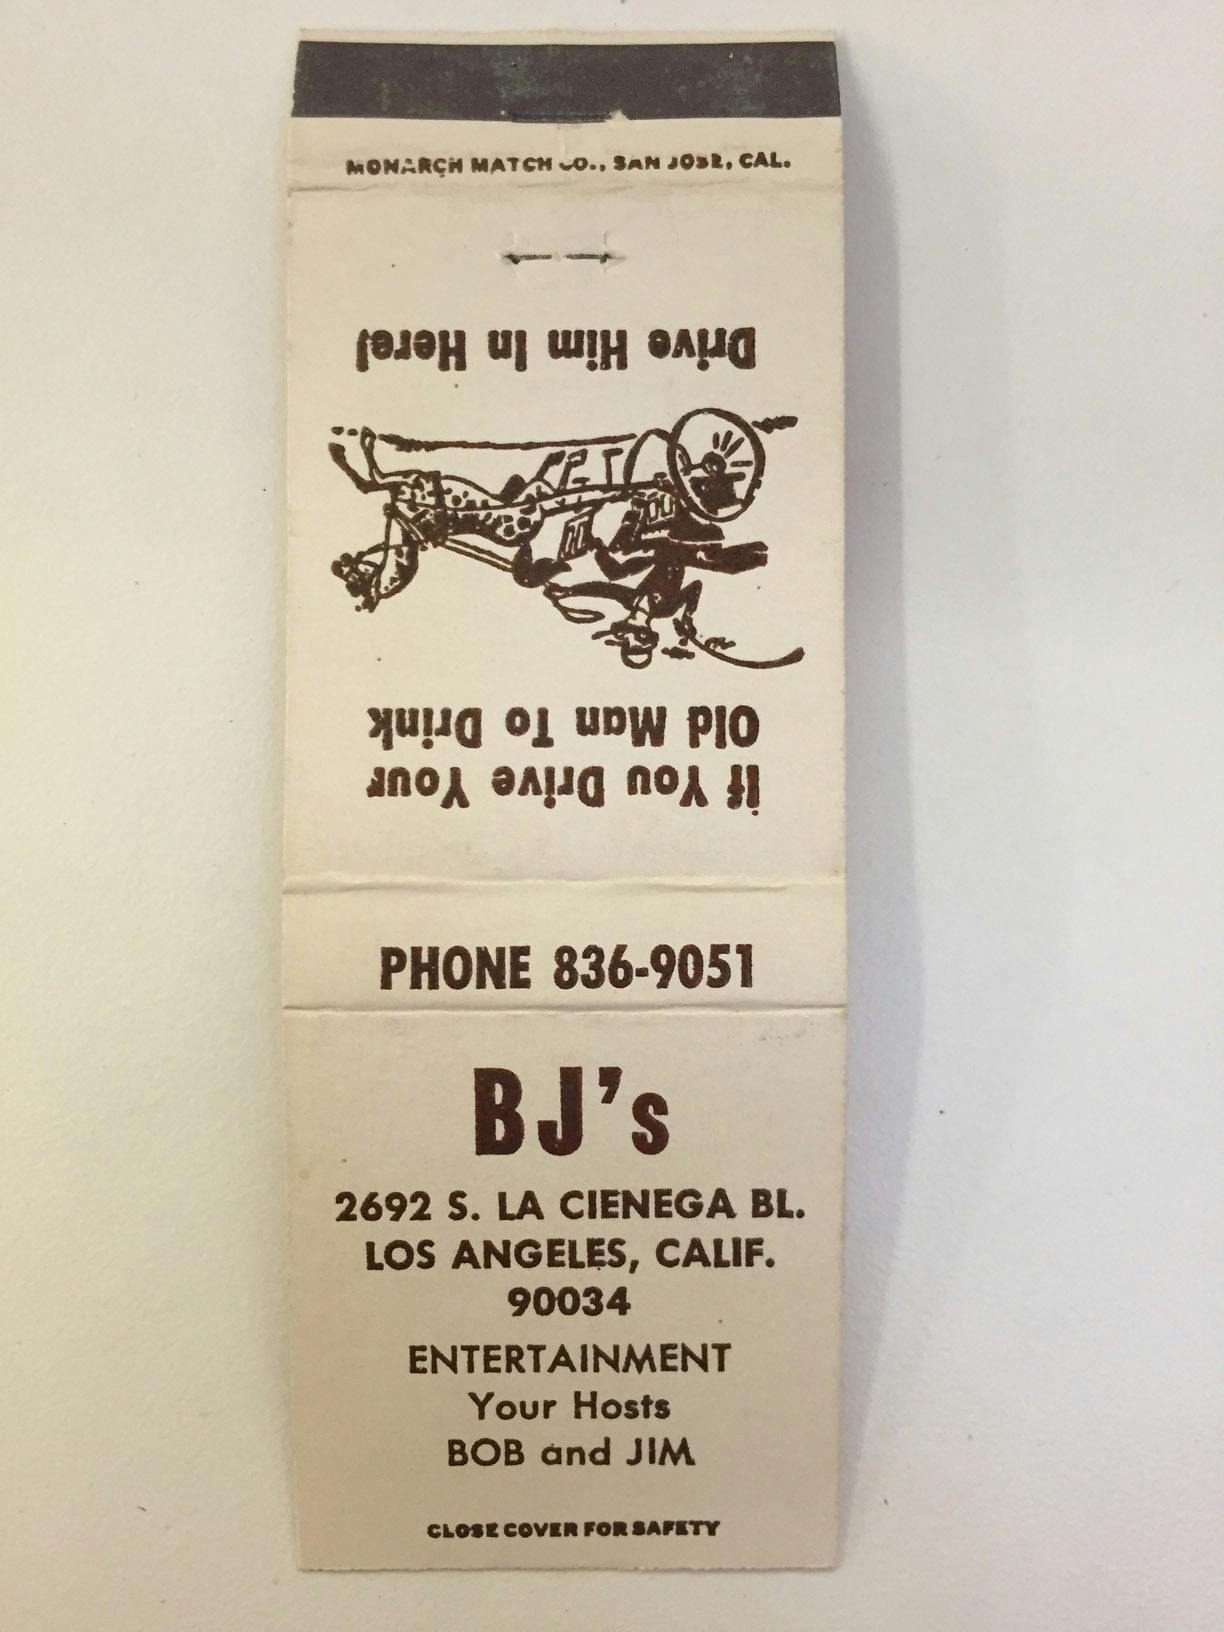 MONARCH MATCH CO., SAN JOSE, CAL.
If You Drive Your
Old Man To Drink
Drive Him In Here!
PHONE 836-9051
BJ's
2692 S. LA CIENEGA BL.
LOS ANGELES, CALIF.
90034
ENTERTAINMENT
Your Hosts
BOB and JIM
CLOSE COVER FOR SAFETY